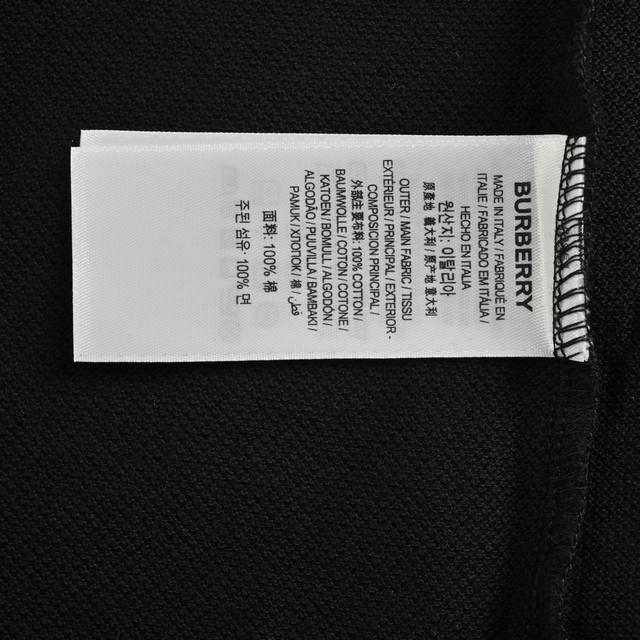 BURBERRY
MADE IN ITALY / FABRIQUÉ EN
ITALIE / FABRICADO EM ITÁLIA /
HECHO EN ITALIA
原産地: 義大利 / 原产地: 意大利
원산지: 이탈리아
OUTER / MAIN FABRIC / TISSU
EXTERIEUR / PRINCIPAL / EXTERIOR -
COMPOSICION PRINCIPAL /
外側主要布料: 100% COTTON /
BAUMWOLLE / COTON / COTONE /
KATOEN / BOMULL / ALGODÓN /
ALGODÃO / PUUVILLA / BAMBAKI /
PAMUK / ХЛОПОК / 棉 / قطن
面料: 100% 棉
주된 섬유: 100% 면